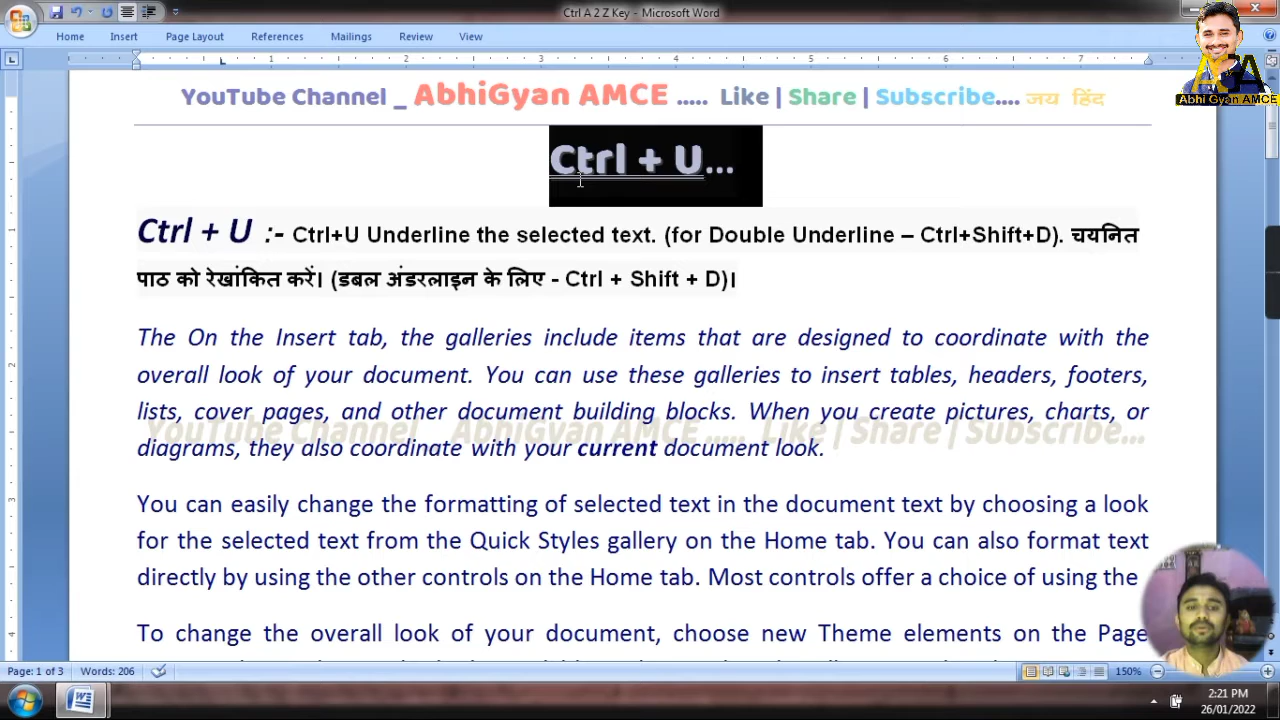 Ctrl A 2 Z Key - Microsoft Word
Home Insert Page Layout References Mailings Review View
Abhi Gyan AMCE
YouTube Channel _ AbhiGyan AMCE ..... Like | Share | Subscribe.... जय हिंद
Ctrl + U...
Ctrl + U :- Ctrl+U Underline the selected text. (for Double Underline – Ctrl+Shift+D). चयनित
पाठ को रेखांकित करें। (डबल अंडरलाइन के लिए - Ctrl + Shift + D)।
The On the Insert tab, the galleries include items that are designed to coordinate with the
overall look of your document. You can use these galleries to insert tables, headers, footers,
lists, cover pages, and other document building blocks. When you create pictures, charts, or
YouTube Channel _ AbhiGyan AMCE ..... Like | Share | Subscribe...
diagrams, they also coordinate with your current document look.
You can easily change the formatting of selected text in the document text by choosing a look
for the selected text from the Quick Styles gallery on the Home tab. You can also format text
directly by using the other controls on the Home tab. Most controls offer a choice of using the
To change the overall look of your document, choose new Theme elements on the Page
Page: 1 of 3 Words: 206 150%
2:21 PM
26/01/2022